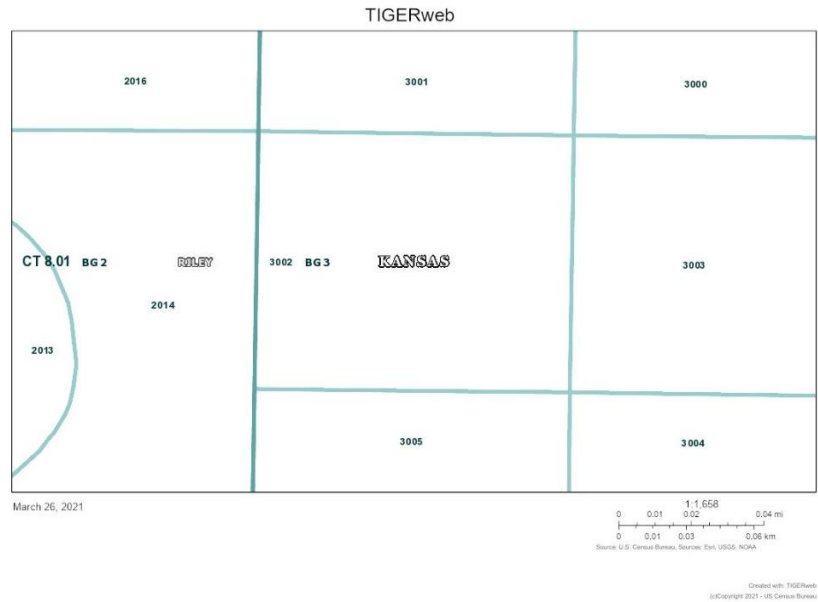 TIGERweb
2016
3001
3000
CT 8.01 BG 2 RILEY 3002 BG 3 KANSAS 3003
2014
2013
3005
3004
March 26, 2021
1:1,658
0 0.01 0.02 0.04 mi
0 0.01 0.03 0.06 km
Source: U.S. Census Bureau, Sources: Esri, USGS, NOAA
Created with: TIGERweb
(c)Copyright 2021 - US Census Bureau